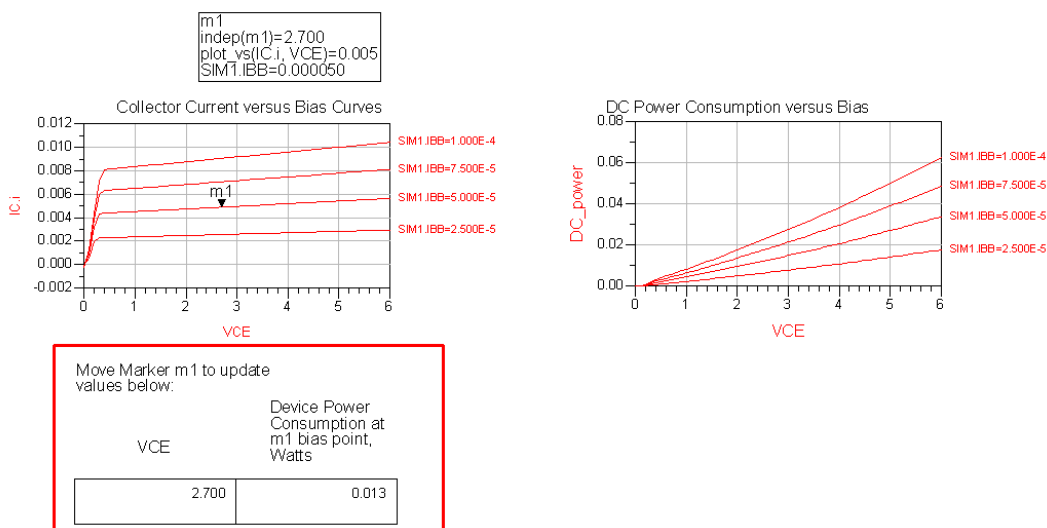 m1
indep(m1)=2.700
plot_vs(IC.i, VCE)=0.005
SIM1.IBB=0.000050
Collector Current versus Bias Curves
0.012
0.010
0.008
0.006
0.004
0.002
0.000
-0.002
IC.i
m1
SIM1.IBB=1.000E-4
SIM1.IBB=7.500E-5
SIM1.IBB=5.000E-5
SIM1.IBB=2.500E-5
0 1 2 3 4 5 6
VCE
DC Power Consumption versus Bias
0.08
0.06
0.04
0.02
0.00
DC_power
SIM1.IBB=1.000E-4
SIM1.IBB=7.500E-5
SIM1.IBB=5.000E-5
SIM1.IBB=2.500E-5
0 1 2 3 4 5 6
VCE
Move Marker m1 to update
values below:
VCE
Device Power
Consumption at
m1 bias point,
Watts
2.700 0.013